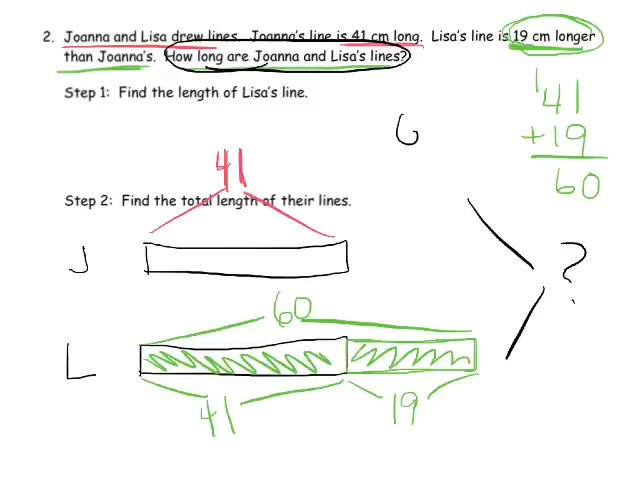 2. Joanna and Lisa drew lines. Joanna's line is 41 cm long. Lisa's line is 19 cm longer
than Joanna's. How long are Joanna and Lisa's lines?
Step 1: Find the length of Lisa's line.
1
41
+19
60
6
41
Step 2: Find the total length of their lines.
J
?
60
L
41
19